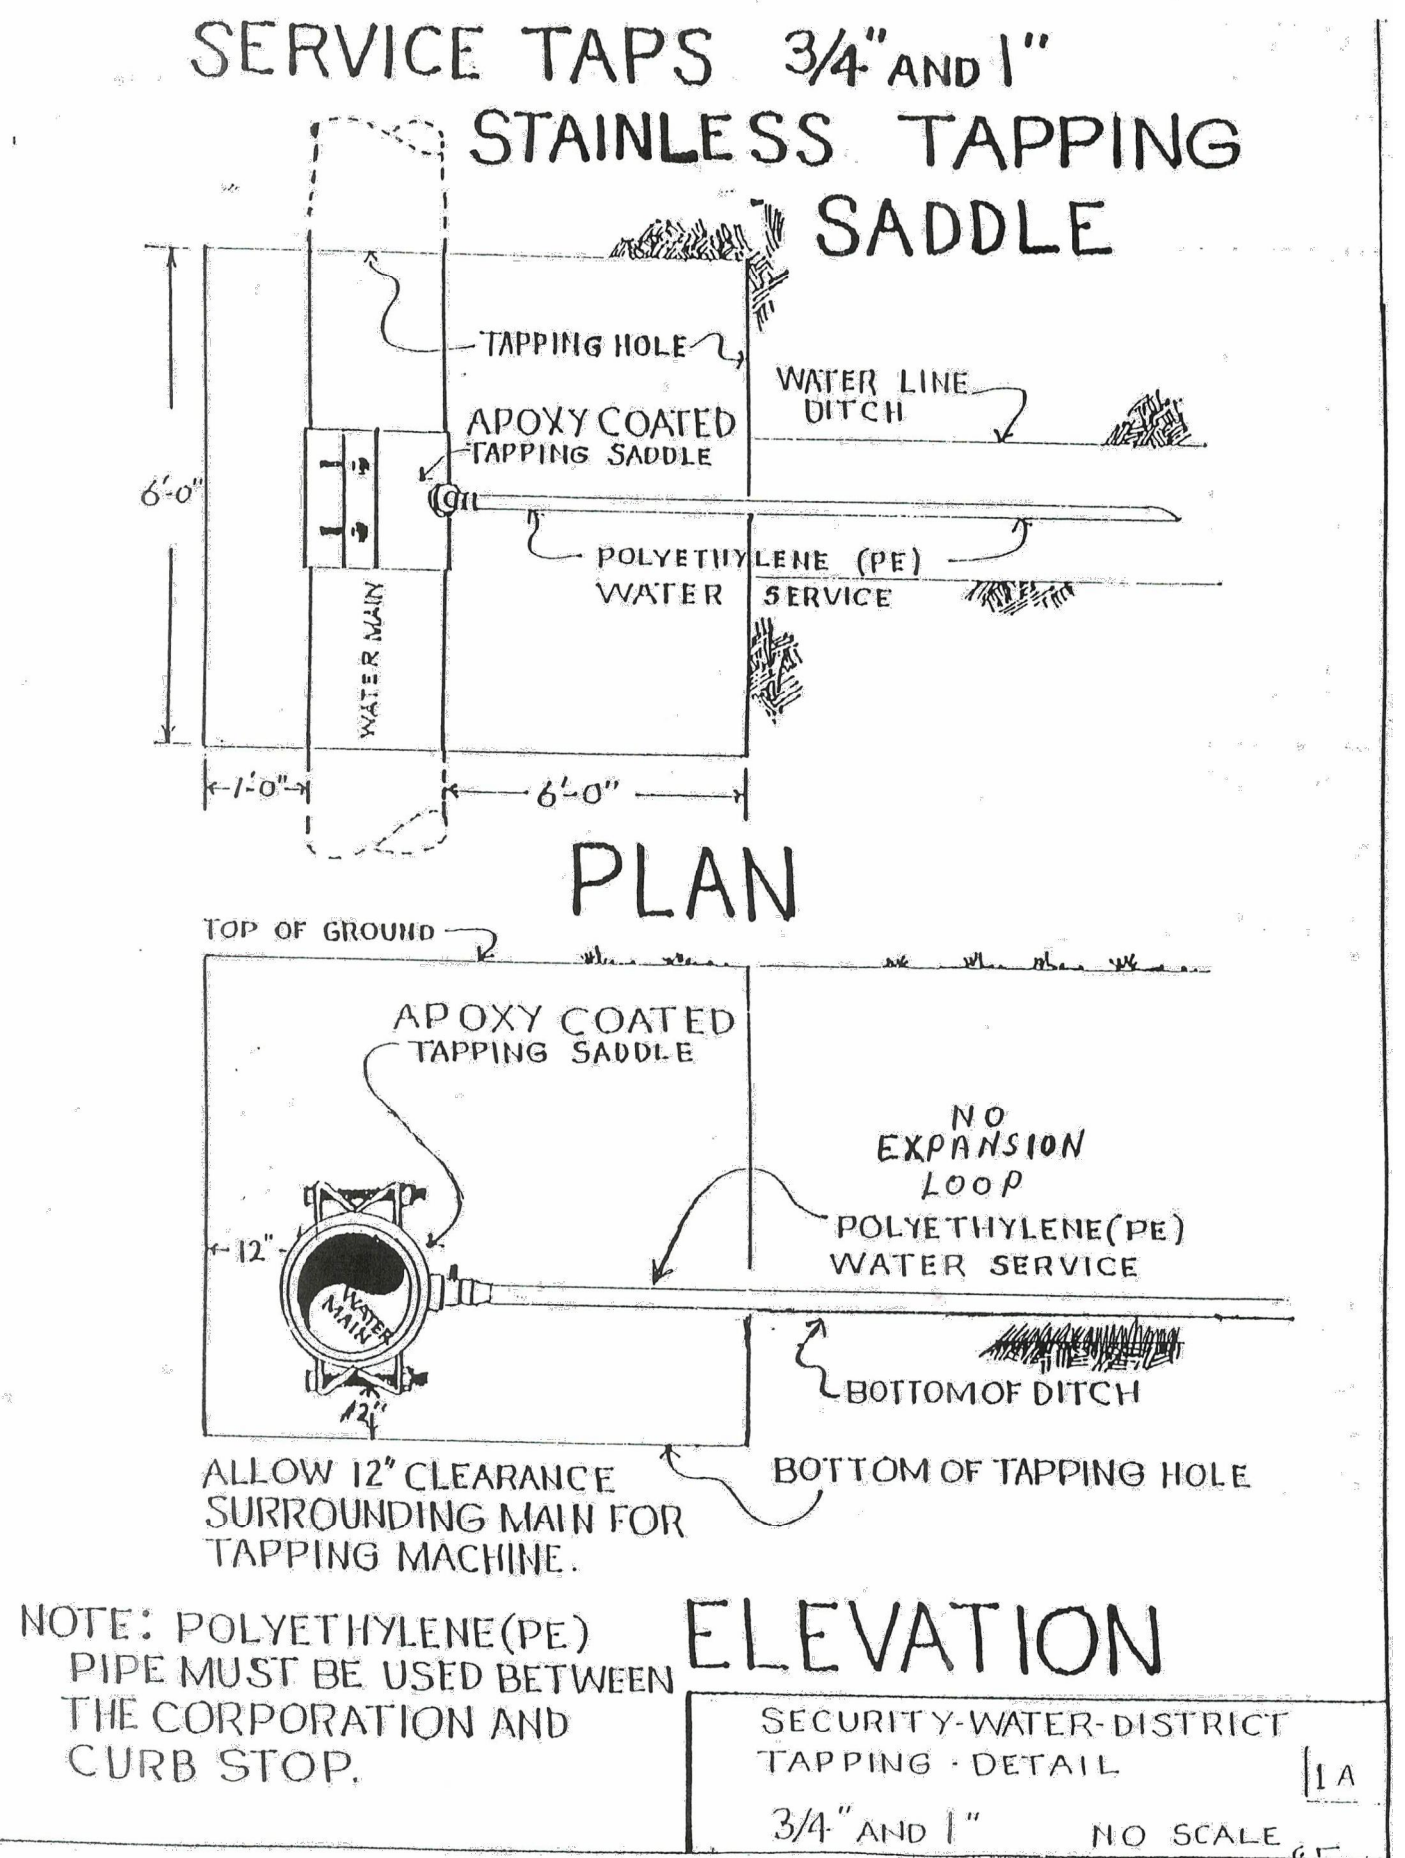 SERVICE TAPS 3/4" AND 1"
STAINLESS TAPPING
SADDLE
TAPPING HOLE
WATER LINE
DITCH
APOXY COATED
TAPPING SADDLE
6'-0"
POLYETHYLENE (PE)
WATER SERVICE
WATER MAIN
1'-0"
6'-0"
PLAN
TOP OF GROUND
APOXY COATED
TAPPING SADDLE
NO
EXPANSION
LOOP
POLYETHYLENE (PE)
WATER SERVICE
12"
WATER
MAIN
BOTTOM OF DITCH
12"
ALLOW 12" CLEARANCE
SURROUNDING MAIN FOR
TAPPING MACHINE.
BOTTOM OF TAPPING HOLE
NOTE: POLYETHYLENE (PE)
PIPE MUST BE USED BETWEEN
THE CORPORATION AND
CURB STOP.
ELEVATION
SECURITY-WATER-DISTRICT
TAPPING - DETAIL
1 A
3/4" AND 1" NO SCALE